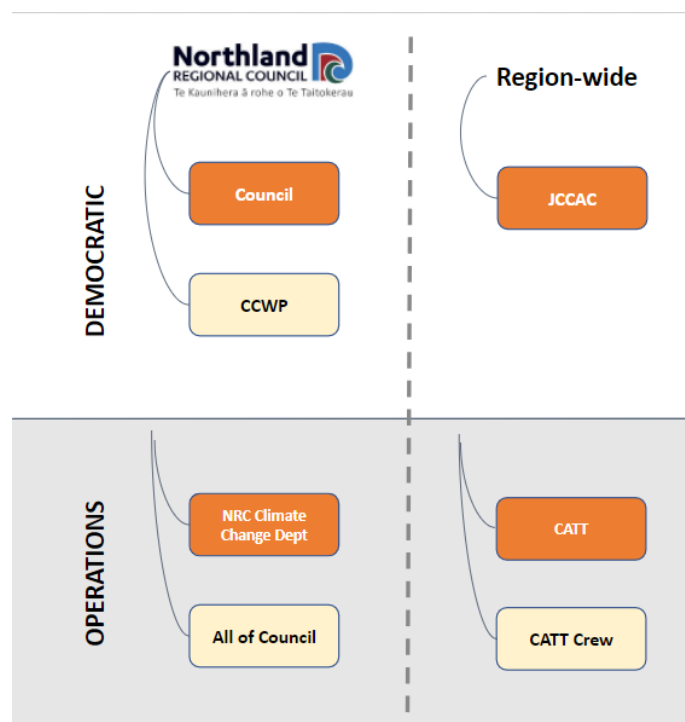 Northland
REGIONAL COUNCIL
Te Kaunihera ā rohe o Te Taitokerau
Region-wide
DEMOCRATIC
Council
JCCAC
CCWP
OPERATIONS
NRC Climate
Change Dept
CATT
All of Council
CATT Crew